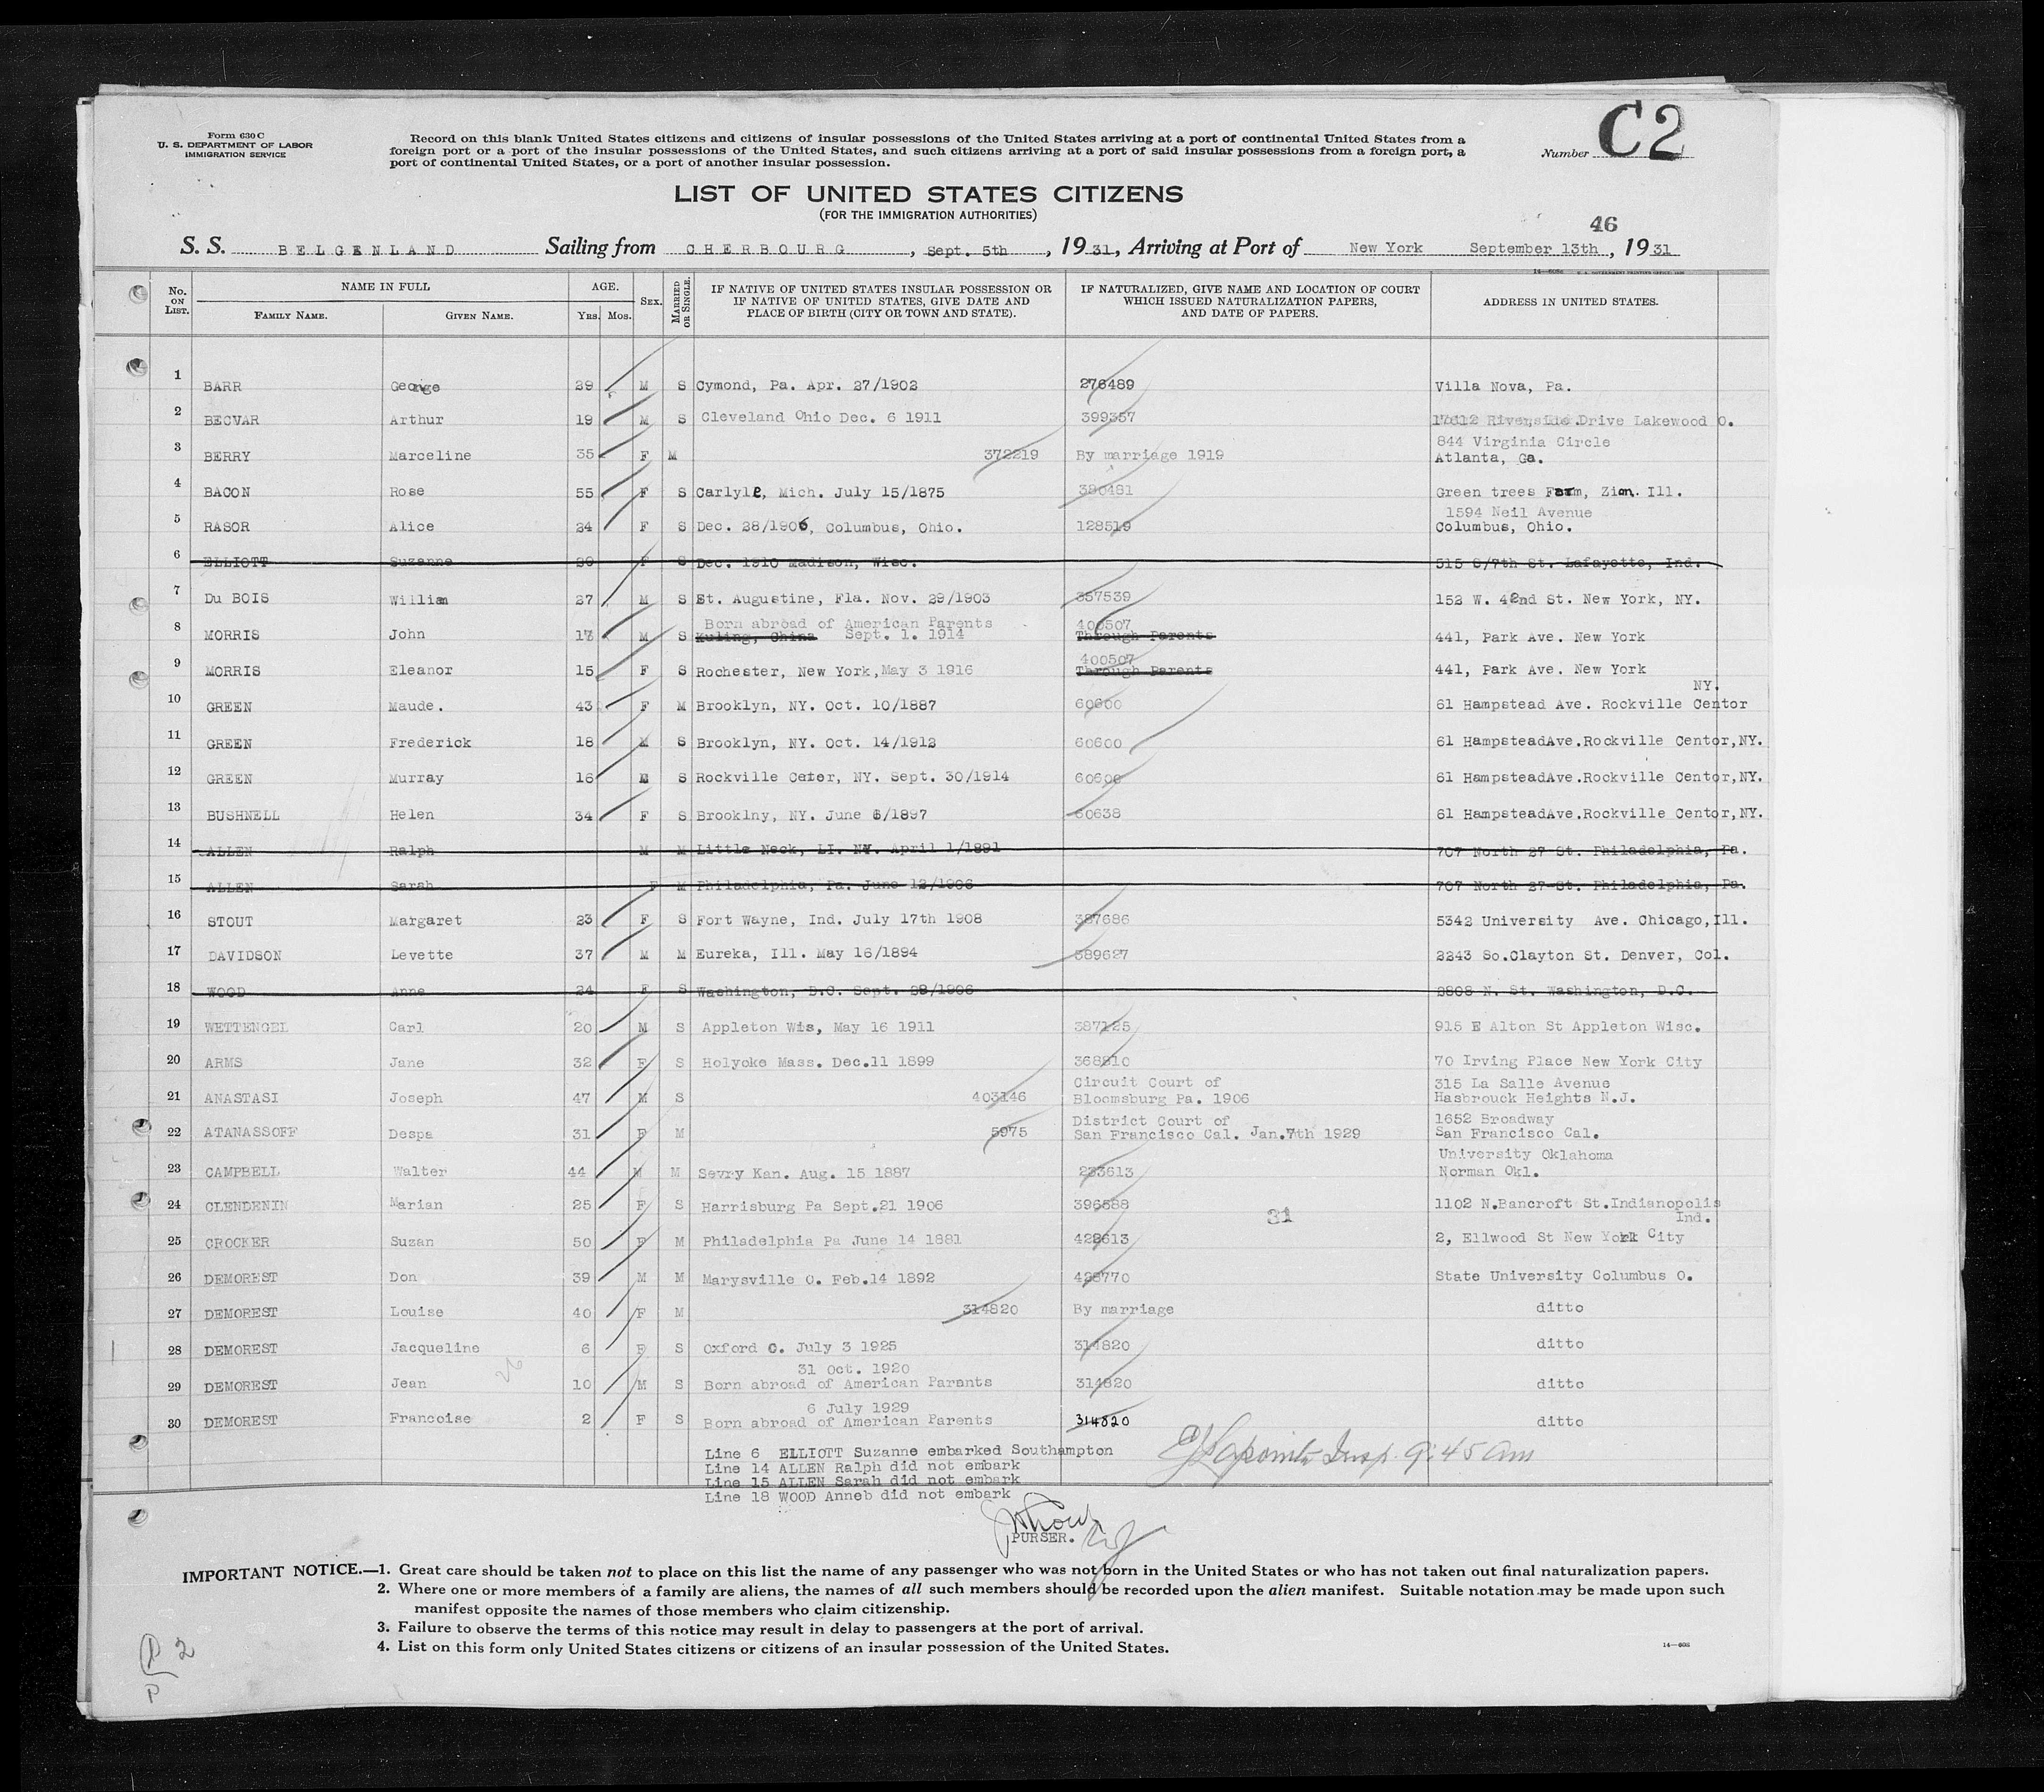 Form 630 C
U. S. DEPARTMENT OF LABOR
IMMIGRATION SERVICE
Record on this blank United States citizens and citizens of insular possessions of the United States arriving at a port of continental United States from a
foreign port or a port of the insular possessions of the United States, and such citizens arriving at a port of said insular possessions from a foreign port, a
port of continental United States, or a port of another insular possession.
Number C2
LIST OF UNITED STATES CITIZENS
(FOR THE IMMIGRATION AUTHORITIES)
46
S. S. BELGENLAND Sailing from CHERBOURG, Sept. 5th, 1931, Arriving at Port of New York September 13th, 1931
No. ON LIST. NAME IN FULL FAMILY NAME. GIVEN NAME. AGE. YRS. MOS. SEX. MARRIED OR SINGLE. IF NATIVE OF UNITED STATES INSULAR POSSESSION OR IF NATIVE OF UNITED STATES, GIVE DATE AND PLACE OF BIRTH (CITY OR TOWN AND STATE). IF NATURALIZED, GIVE NAME AND LOCATION OF COURT WHICH ISSUED NATURALIZATION PAPERS, AND DATE OF PAPERS. ADDRESS IN UNITED STATES.
1 BARR George 29 M S Cymond, Pa. Apr. 27/1902 276489 Villa Nova, Pa.
2 BECVAR Arthur 19 M S Cleveland Ohio Dec. 6 1911 399357 17612 Riverside Drive Lakewood O.
844 Virginia Circle
3 BERRY Marceline 35 F M 372219 By marriage 1919 Atlanta, Ga.
4 BACON Rose 55 F S Carlyle, Mich. July 15/1875 390481 Green trees Farm, Zion. Ill.
1594 Neil Avenue
5 RASOR Alice 24 F S Dec. 28/1906, Columbus, Ohio. 128519 Columbus, Ohio.
6 ELLIOTT Suzanne 20 F S Dec. 1910 Madison, Wisc. 515 S/7th St. Lafayette, Ind.
7 Du BOIS William 27 M S St. Augustine, Fla. Nov. 29/1903 357539 152 W. 42nd St. New York, NY.
Born abroad of American Parents 400507
8 MORRIS John 17 M S Kuling, China Sept. 1. 1914 Through Parents 441, Park Ave. New York
400507
9 MORRIS Eleanor 15 F S Rochester, New York, May 3 1916 Through Parents 441, Park Ave. New York
NY.
10 GREEN Maude. 43 F M Brooklyn, NY. Oct. 10/1887 60600 61 Hampstead Ave. Rockville Centor
11 GREEN Frederick 18 M S Brooklyn, NY. Oct. 14/1912 60600 61 HampsteadAve.Rockville Centor,NY.
12 GREEN Murray 16 M S Rockville Cetor, NY. Sept. 30/1914 60600 61 HampsteadAve.Rockville Centor,NY.
13 BUSHNELL Helen 34 F S Brooklny, NY. June 6/1897 60638 61 HampsteadAve.Rockville Centor,NY.
14 ALLEN Ralph M M Little Neck, LI. NY. April 1/1891 707 North 27 St. Philadelphia, Pa.
15 ALLEN Sarah F M Philadelphia, Pa. June 12/1906 707 North 27 St. Philadelphia, Pa.
16 STOUT Margaret 23 F S Fort Wayne, Ind. July 17th 1908 387686 5342 University Ave. Chicago,Ill.
17 DAVIDSON Levette 37 M M Eureka, Ill. May 16/1894 389627 2243 So.Clayton St. Denver, Col.
18 WOOD Anne 24 F S Washington, D.C. Sept. 28/1906 2808 N. St. Washington, D.C.
19 WETTENGEL Carl 20 M S Appleton Wis, May 16 1911 387125 915 E Alton St Appleton Wisc.
20 ARMS Jane 32 F S Holyoke Mass. Dec.11 1899 368810 70 Irving Place New York City
Circuit Court of 315 La Salle Avenue
21 ANASTASI Joseph 47 M S 403146 Bloomsburg Pa. 1906 Hasbrouck Heights N.J.
District Court of 1652 Broadway
22 ATANASSOFF Despa 31 F M 5975 San Francisco Cal. Jan.7th 1929 San Francisco Cal.
University Oklahoma
23 CAMPBELL Walter 44 M M Sevry Kan. Aug. 15 1887 233613 Norman Okl.
24 CLENDENIN Marian 25 F S Harrisburg Pa Sept.21 1906 396588 1102 N.Bancroft St.Indianopolis
31 Ind.
25 CROCKER Suzan 50 F M Philadelphia Pa June 14 1881 428613 2, Ellwood St New York City
26 DEMOREST Don 39 M M Marysville O. Feb.14 1892 428770 State University Columbus O.
27 DEMOREST Louise 40 F M 314820 By marriage ditto
28 DEMOREST Jacqueline 6 F S Oxford O. July 3 1925 314820 ditto
31 Oct. 1920
29 DEMOREST Jean 10 M S Born abroad of American Parants 314820 ditto
6 July 1929
30 DEMOREST Francoise 2 F S Born abroad of American Parents 314820 ditto
Line 6 ELLIOTT Suzanne embarked Southampton
Line 14 ALLEN Ralph did not embark
Insp. 9:45 am
Line 15 ALLEN Sarah did not embark
Line 18 WOOD Anneb did not embark
PURSER.
IMPORTANT NOTICE.—1. Great care should be taken not to place on this list the name of any passenger who was not born in the United States or who has not taken out final naturalization papers.
2. Where one or more members of a family are aliens, the names of all such members should be recorded upon the alien manifest. Suitable notation may be made upon such
manifest opposite the names of those members who claim citizenship.
3. Failure to observe the terms of this notice may result in delay to passengers at the port of arrival.
4. List on this form only United States citizens or citizens of an insular possession of the United States.
P 2
P